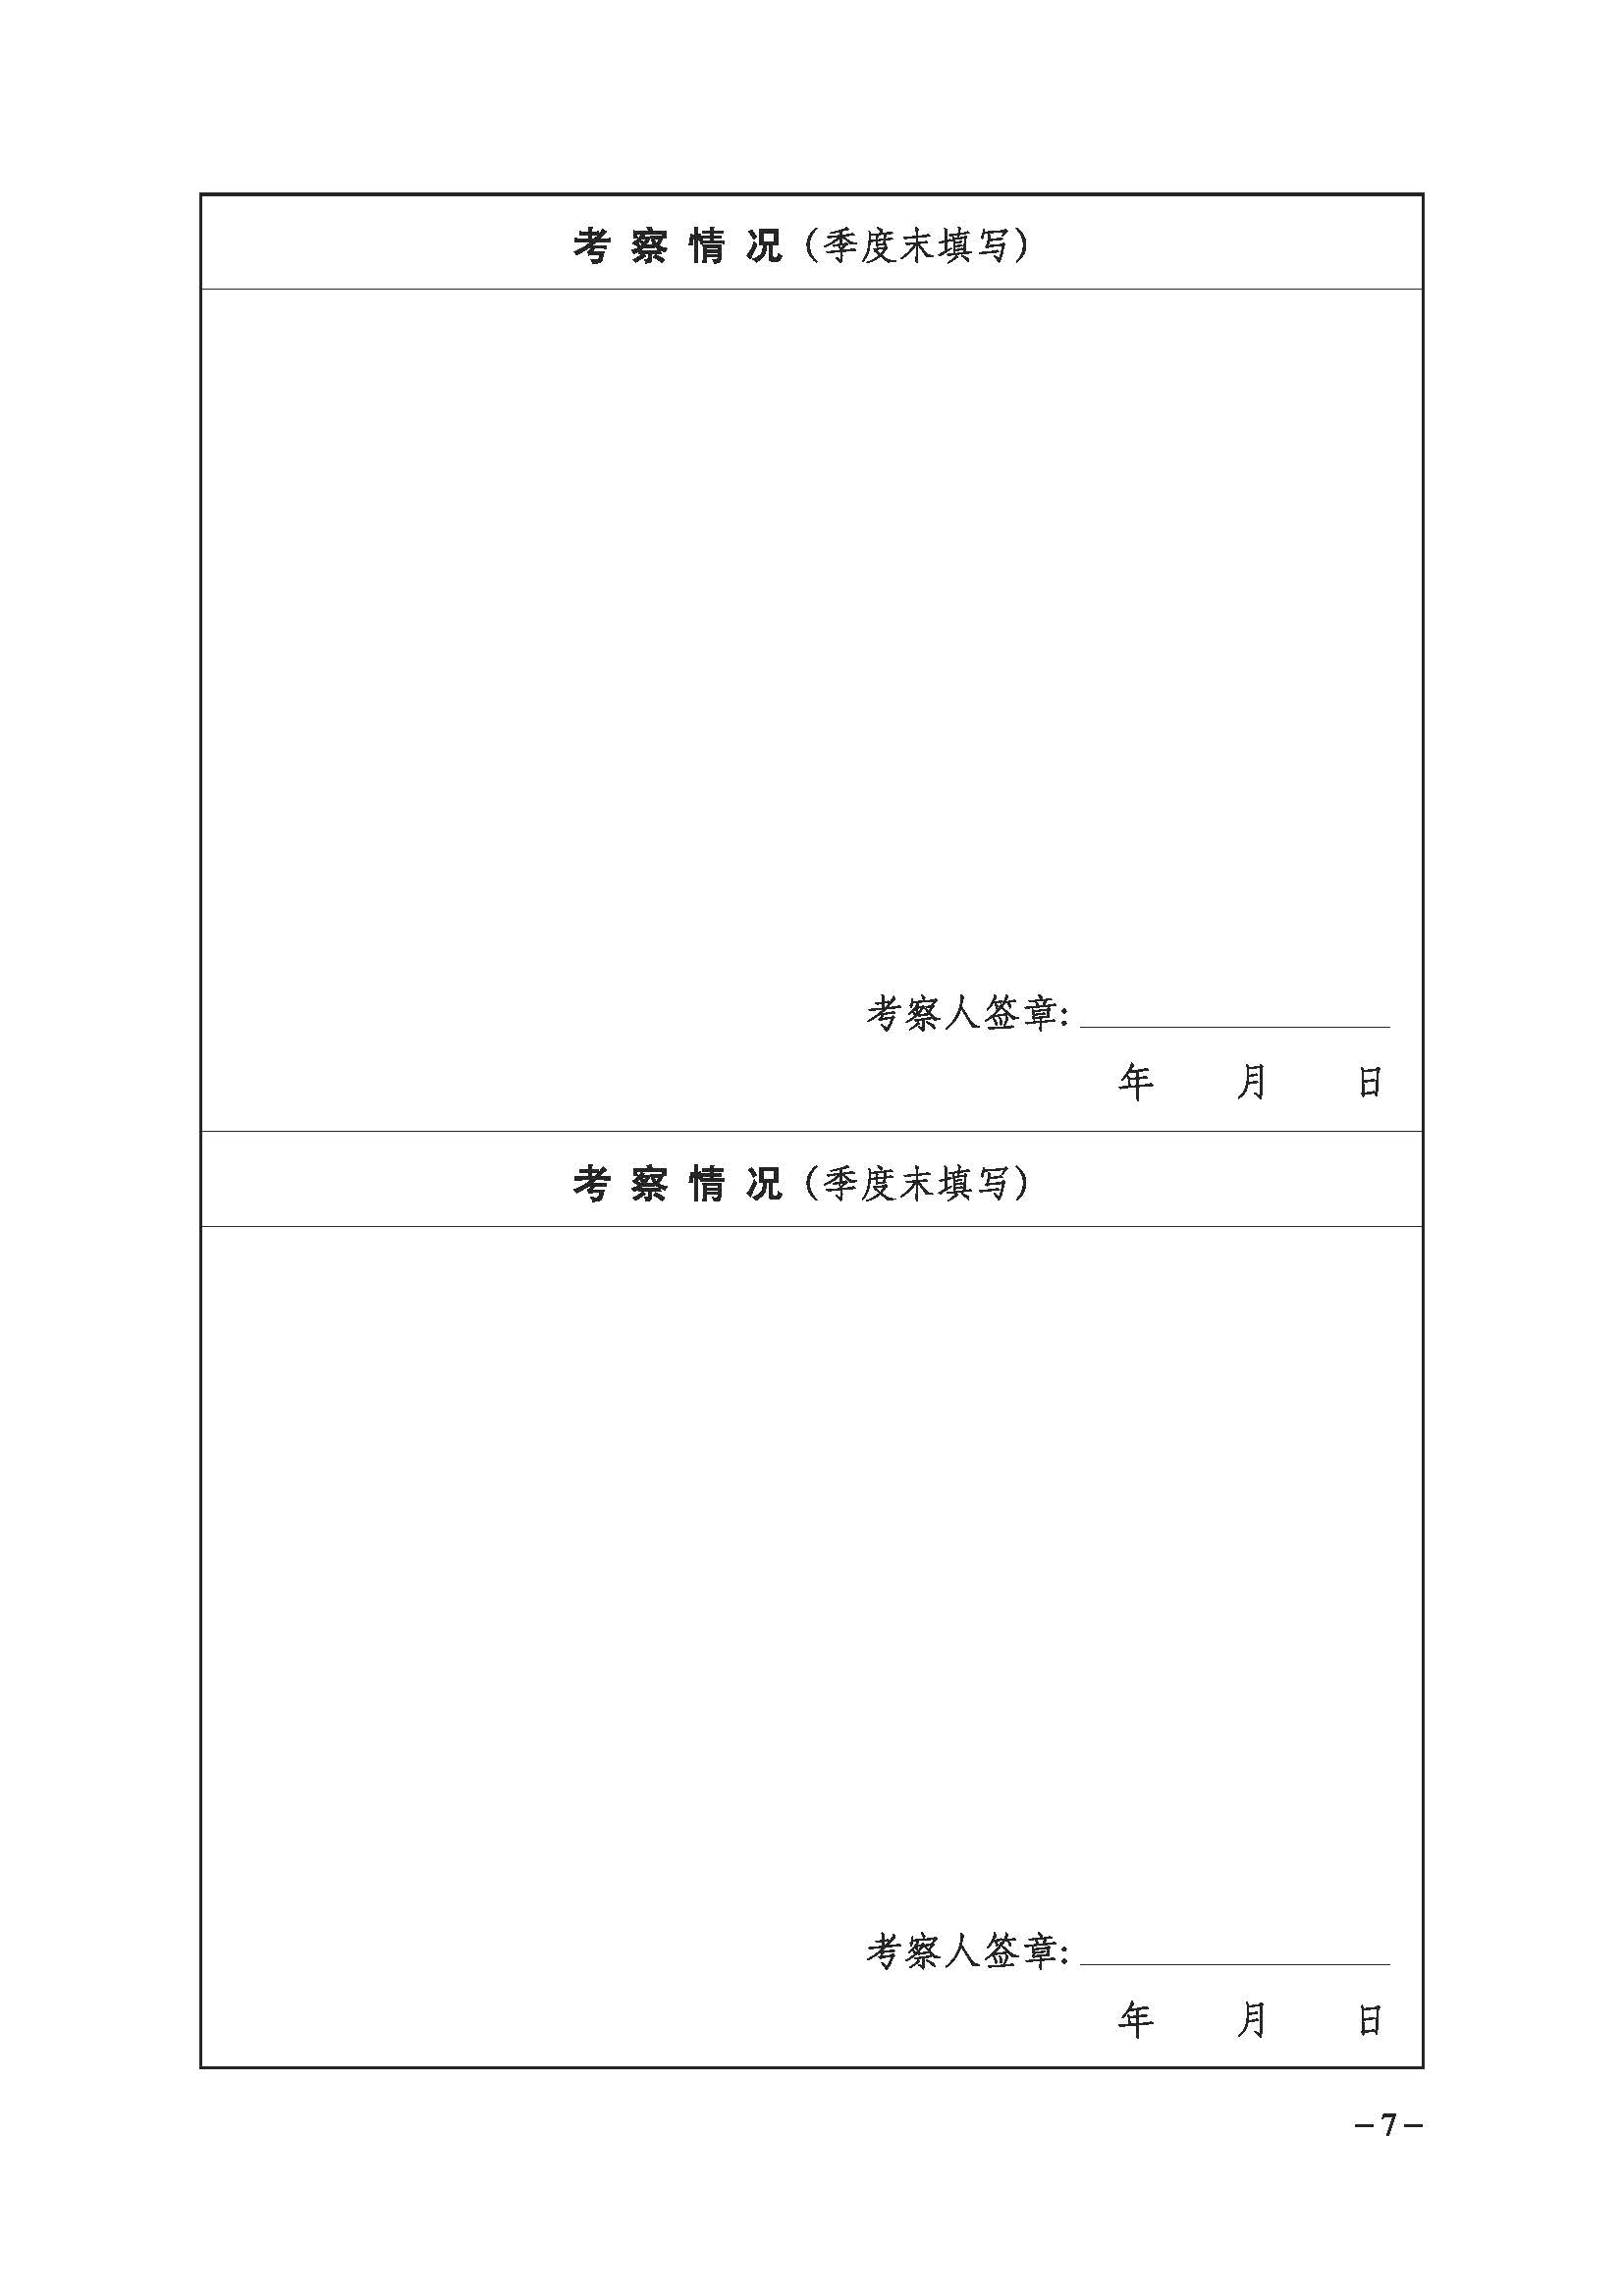 考 察 情 况（季度末填写）
考察人签章:
年 月 日
考 察 情 况（季度末填写）
考察人签章:
年 月 日
－7－